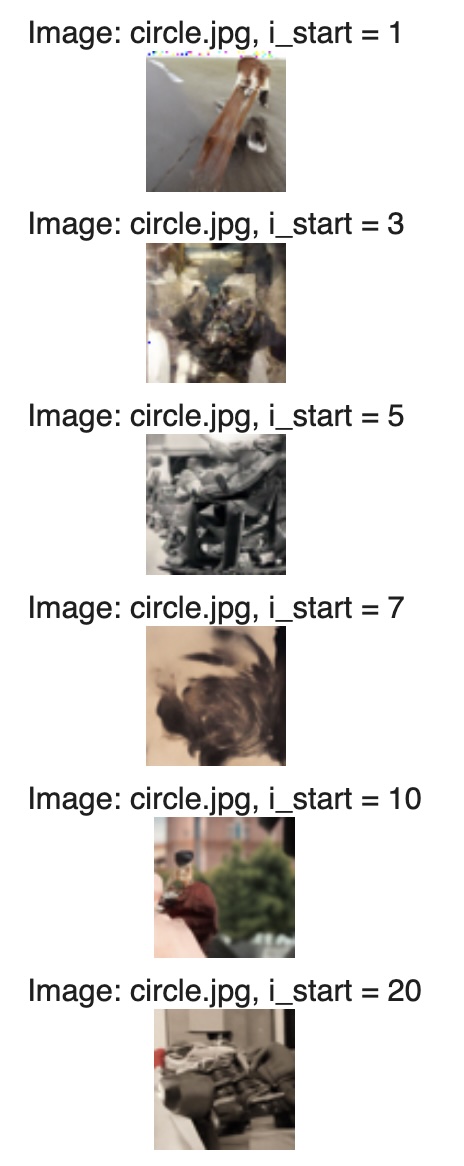 Image: circle.jpg, i_start = 1
Image: circle.jpg, i_start = 3
Image: circle.jpg, i_start = 5
Image: circle.jpg, i_start = 7
Image: circle.jpg, i_start = 10
Image: circle.jpg, i_start = 20